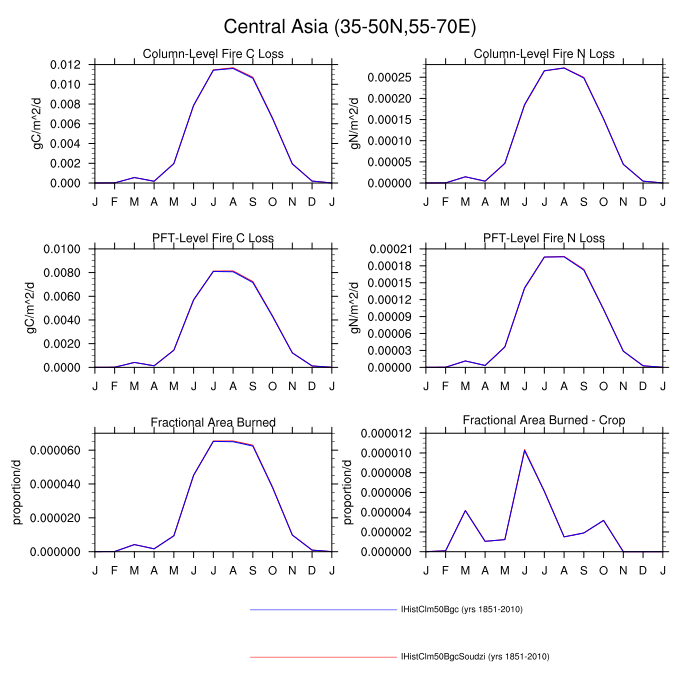 Central Asia (35-50N,55-70E)
Column-Level Fire C Loss
gC/m^2/d
0.012
0.010
0.008
0.006
0.004
0.002
0.000
J F M A M J J A S O N D J
Column-Level Fire N Loss
gN/m^2/d
0.00025
0.00020
0.00015
0.00010
0.00005
0.00000
J F M A M J J A S O N D J
PFT-Level Fire C Loss
gC/m^2/d
0.0100
0.0080
0.0060
0.0040
0.0020
0.0000
J F M A M J J A S O N D J
PFT-Level Fire N Loss
gN/m^2/d
0.00021
0.00018
0.00015
0.00012
0.00009
0.00006
0.00003
0.00000
J F M A M J J A S O N D J
Fractional Area Burned
proportion/d
0.000060
0.000040
0.000020
0.000000
J F M A M J J A S O N D J
Fractional Area Burned - Crop
proportion/d
0.000012
0.000010
0.000008
0.000006
0.000004
0.000002
0.000000
J F M A M J J A S O N D J
IHistClm50Bgc (yrs 1851-2010)
IHistClm50BgcSoudzi (yrs 1851-2010)